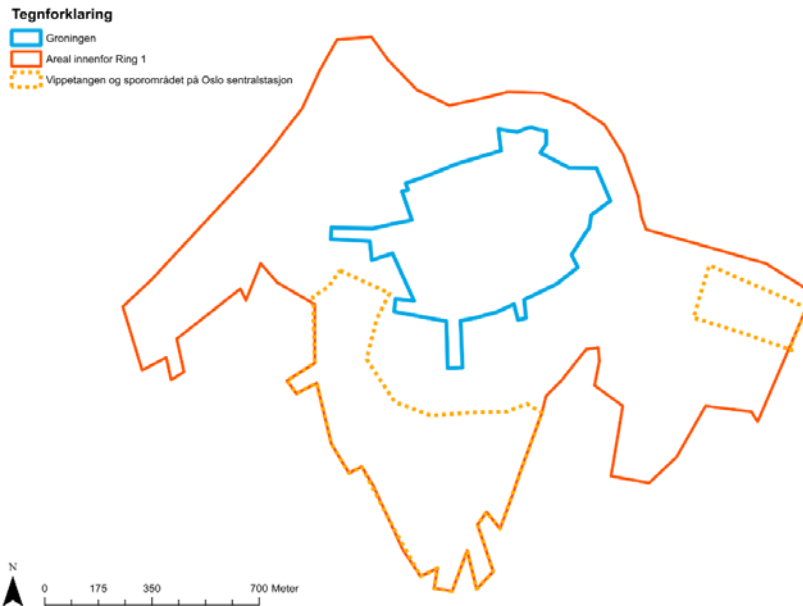 Tegnforklaring
Groningen
Areal innenfor Ring 1
Vippetangen og sporområdet på Oslo sentralstasjon
N
0 175 350 700 Meter